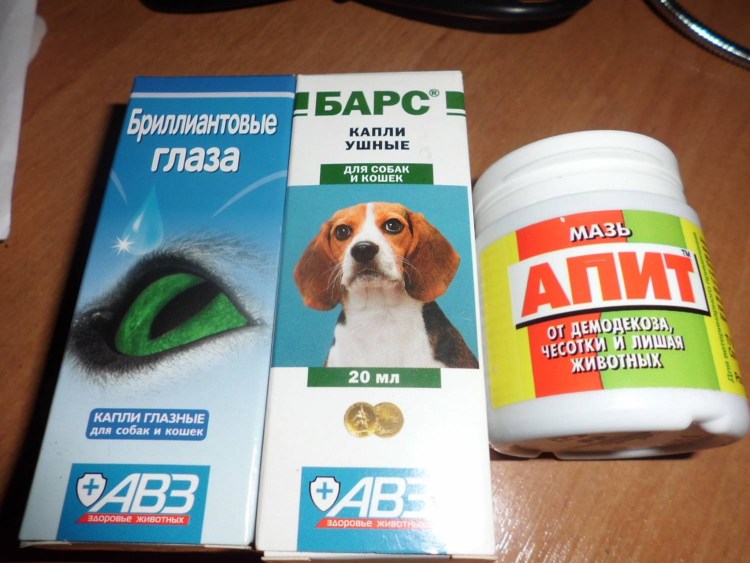 Бриллиантовые
глаза
КАПЛИ ГЛАЗНЫЕ
для собак и кошек
АВЗ
здоровье животных
БАРС®
КАПЛИ
УШНЫЕ
ДЛЯ СОБАК
И КОШЕК
20 мл
АВЗ
здоровье животных
МАЗЬ
АПИТ™
ОТ ДЕМОДЕКОЗА,
ЧЕСОТКИ И ЛИШАЯ
ЖИВОТНЫХ